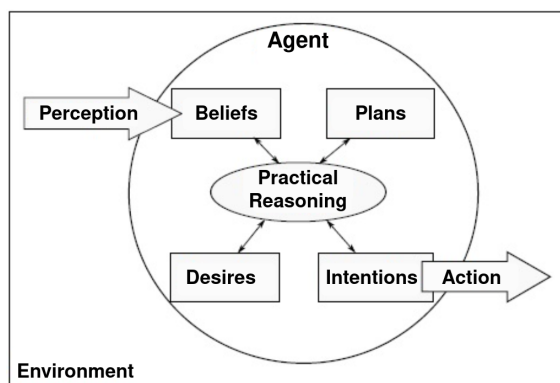 Agent
Perception
Beliefs
Plans
Practical
Reasoning
Desires
Intentions
Action
Environment